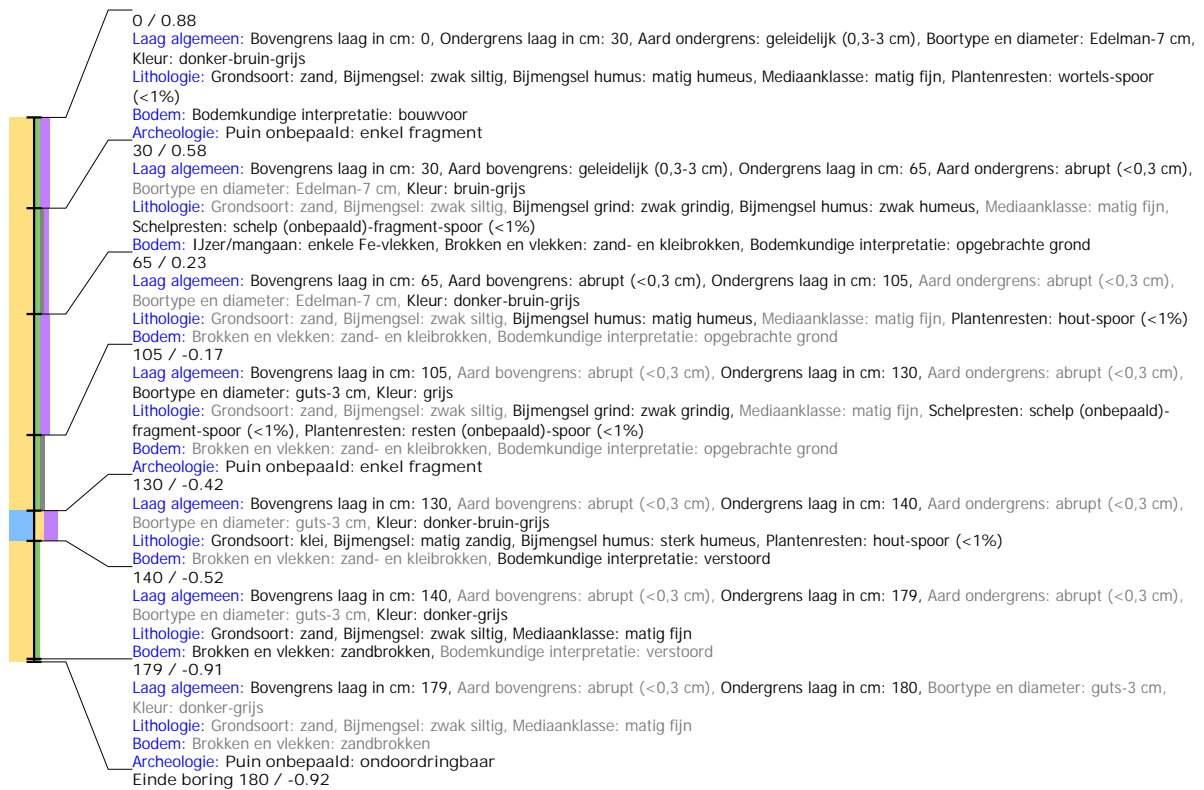 0 / 0.88
Laag algemeen: Bovengrens laag in cm: 0, Ondergrens laag in cm: 30, Aard ondergrens: geleidelijk (0,3-3 cm), Boortype en diameter: Edelman-7 cm,
Kleur: donker-bruin-grijs
Lithologie: Grondsoort: zand, Bijmengsel: zwak siltig, Bijmengsel humus: matig humeus, Mediaanklasse: matig fijn, Plantenresten: wortels-spoor
(<1%)
Bodem: Bodemkundige interpretatie: bouwvoor
Archeologie: Puin onbepaald: enkel fragment
30 / 0.58
Laag algemeen: Bovengrens laag in cm: 30, Aard bovengrens: geleidelijk (0,3-3 cm), Ondergrens laag in cm: 65, Aard ondergrens: abrupt (<0,3 cm),
Boortype en diameter: Edelman-7 cm, Kleur: bruin-grijs
Lithologie: Grondsoort: zand, Bijmengsel: zwak siltig, Bijmengsel grind: zwak grindig, Bijmengsel humus: zwak humeus, Mediaanklasse: matig fijn,
Schelpresten: schelp (onbepaald)-fragment-spoor (<1%)
Bodem: IJzer/mangaan: enkele Fe-vlekken, Brokken en vlekken: zand- en kleibrokken, Bodemkundige interpretatie: opgebrachte grond
65 / 0.23
Laag algemeen: Bovengrens laag in cm: 65, Aard bovengrens: abrupt (<0,3 cm), Ondergrens laag in cm: 105, Aard ondergrens: abrupt (<0,3 cm),
Boortype en diameter: Edelman-7 cm, Kleur: donker-bruin-grijs
Lithologie: Grondsoort: zand, Bijmengsel: zwak siltig, Bijmengsel humus: matig humeus, Mediaanklasse: matig fijn, Plantenresten: hout-spoor (<1%)
Bodem: Brokken en vlekken: zand- en kleibrokken, Bodemkundige interpretatie: opgebrachte grond
105 / -0.17
Laag algemeen: Bovengrens laag in cm: 105, Aard bovengrens: abrupt (<0,3 cm), Ondergrens laag in cm: 130, Aard ondergrens: abrupt (<0,3 cm),
Boortype en diameter: guts-3 cm, Kleur: grijs
Lithologie: Grondsoort: zand, Bijmengsel: zwak siltig, Bijmengsel grind: zwak grindig, Mediaanklasse: matig fijn, Schelpresten: schelp (onbepaald)-
fragment-spoor (<1%), Plantenresten: resten (onbepaald)-spoor (<1%)
Bodem: Brokken en vlekken: zand- en kleibrokken, Bodemkundige interpretatie: opgebrachte grond
Archeologie: Puin onbepaald: enkel fragment
130 / -0.42
Laag algemeen: Bovengrens laag in cm: 130, Aard bovengrens: abrupt (<0,3 cm), Ondergrens laag in cm: 140, Aard ondergrens: abrupt (<0,3 cm),
Boortype en diameter: guts-3 cm, Kleur: donker-bruin-grijs
Lithologie: Grondsoort: klei, Bijmengsel: matig zandig, Bijmengsel humus: sterk humeus, Plantenresten: hout-spoor (<1%)
Bodem: Brokken en vlekken: zand- en kleibrokken, Bodemkundige interpretatie: verstoord
140 / -0.52
Laag algemeen: Bovengrens laag in cm: 140, Aard bovengrens: abrupt (<0,3 cm), Ondergrens laag in cm: 179, Aard ondergrens: abrupt (<0,3 cm),
Boortype en diameter: guts-3 cm, Kleur: donker-grijs
Lithologie: Grondsoort: zand, Bijmengsel: zwak siltig, Mediaanklasse: matig fijn
Bodem: Brokken en vlekken: zandbrokken, Bodemkundige interpretatie: verstoord
179 / -0.91
Laag algemeen: Bovengrens laag in cm: 179, Aard bovengrens: abrupt (<0,3 cm), Ondergrens laag in cm: 180, Boortype en diameter: guts-3 cm,
Kleur: donker-grijs
Lithologie: Grondsoort: zand, Bijmengsel: zwak siltig, Mediaanklasse: matig fijn
Bodem: Brokken en vlekken: zandbrokken
Archeologie: Puin onbepaald: ondoordringbaar
Einde boring 180 / -0.92